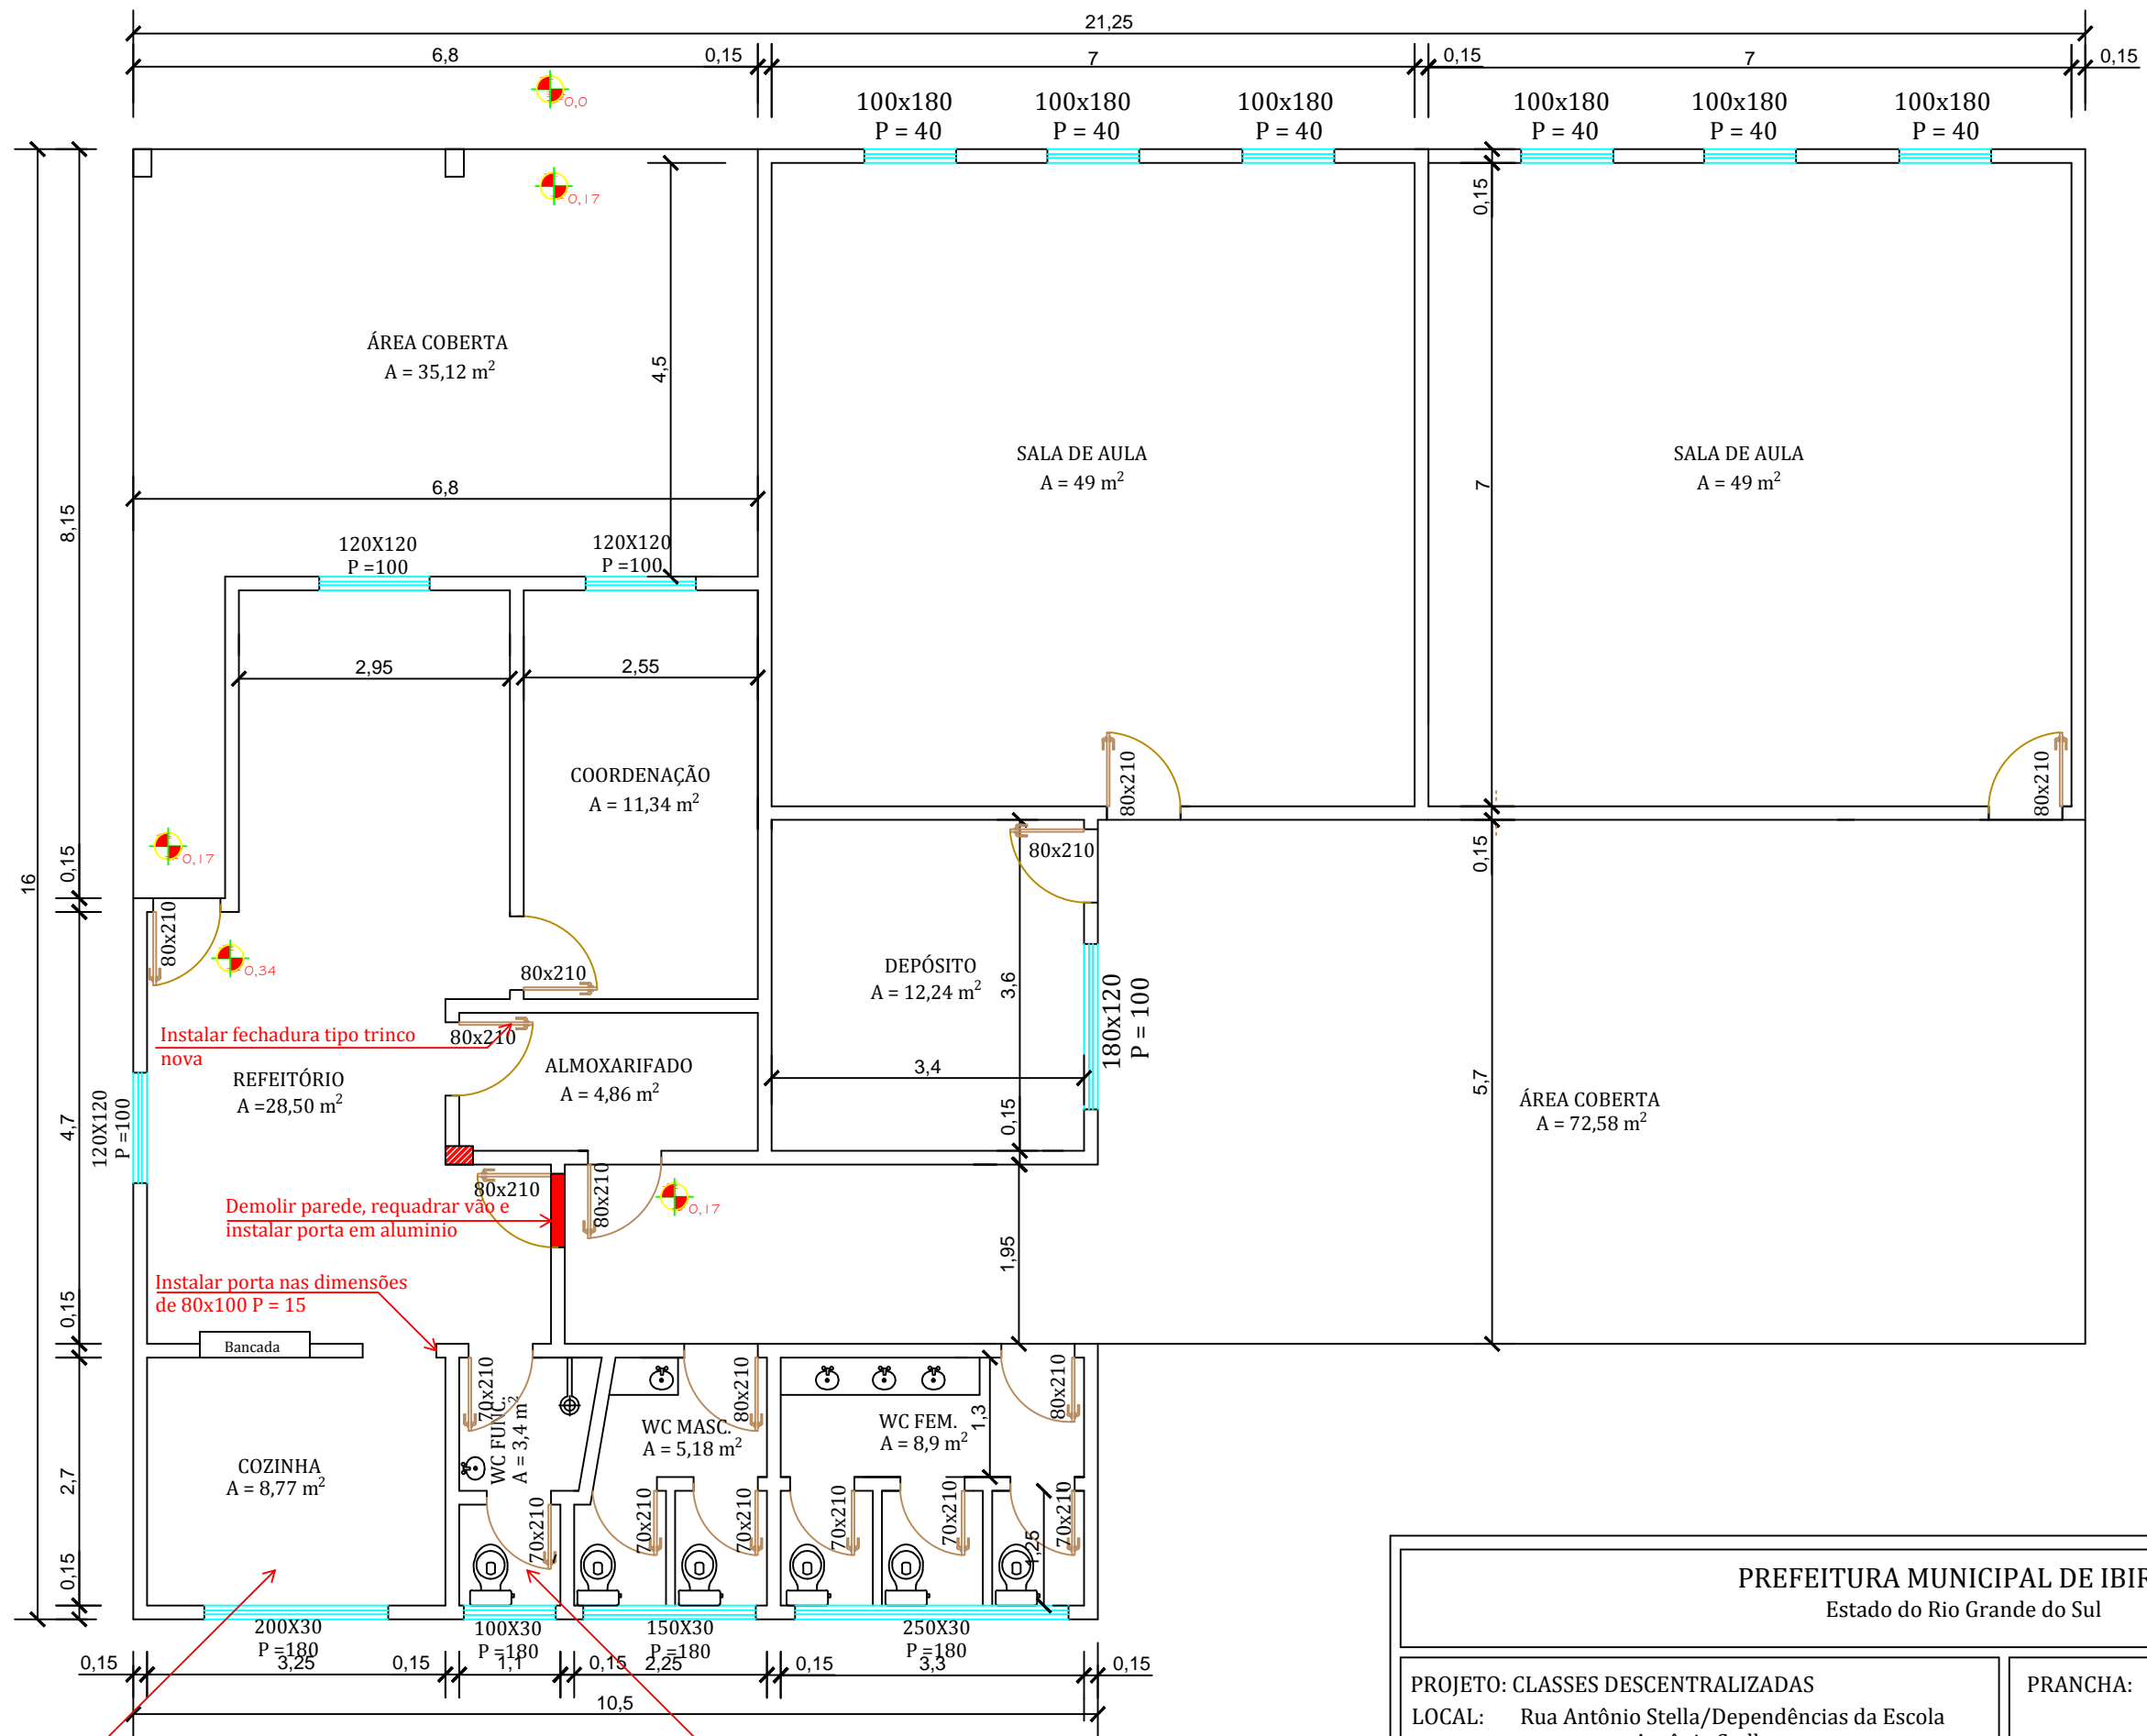 21,25
6,8
0,15
7
0,15
7
0,15
0,0
100x180
P = 40
100x180
P = 40
100x180
P = 40
100x180
P = 40
100x180
P = 40
100x180
P = 40
0,17
0,15
ÁREA COBERTA
A = 35,12 m²
4,5
6,8
8,15
16
SALA DE AULA
A = 49 m²
SALA DE AULA
A = 49 m²
7
120X120
P =100
120X120
P =100
2,95
2,55
COORDENAÇÃO
A = 11,34 m²
80x210
80x210
0,17
0,15
80x210
0,15
80x210
0,34
80x210
DEPÓSITO
A = 12,24 m²
3,6
180x120
P = 100
Instalar fechadura tipo trinco
nova
80x210
ALMOXARIFADO
A = 4,86 m²
REFEITÓRIO
A =28,50 m²
3,4
0,15
5,7
ÁREA COBERTA
A = 72,58 m²
4,7
120X120
P =100
80x210
80x210
0,17
Demolir parede, requadrar vão e
instalar porta em aluminio
1,95
Instalar porta nas dimensões
de 80x100 P = 15
0,15
Bancada
70x210
WC FUNC.
A = 3,4 m²
80x210
WC MASC.
A = 5,18 m²
WC FEM.
A = 8,9 m²
1,3
80x210
COZINHA
A = 8,77 m²
2,7
70x210
70x210
70x210
70x210
70x210
70x210
1,25
0,15
200X30
P =180
100X30
P =180
150X30
P =180
250X30
P =180
0,15
3,25
0,15
1,1
0,15
2,25
0,15
3,3
0,15
10,5
PREFEITURA MUNICIPAL DE IBIR
Estado do Rio Grande do Sul
PROJETO: CLASSES DESCENTRALIZADAS
LOCAL: Rua Antônio Stella/Dependências da Escola
PRANCHA: